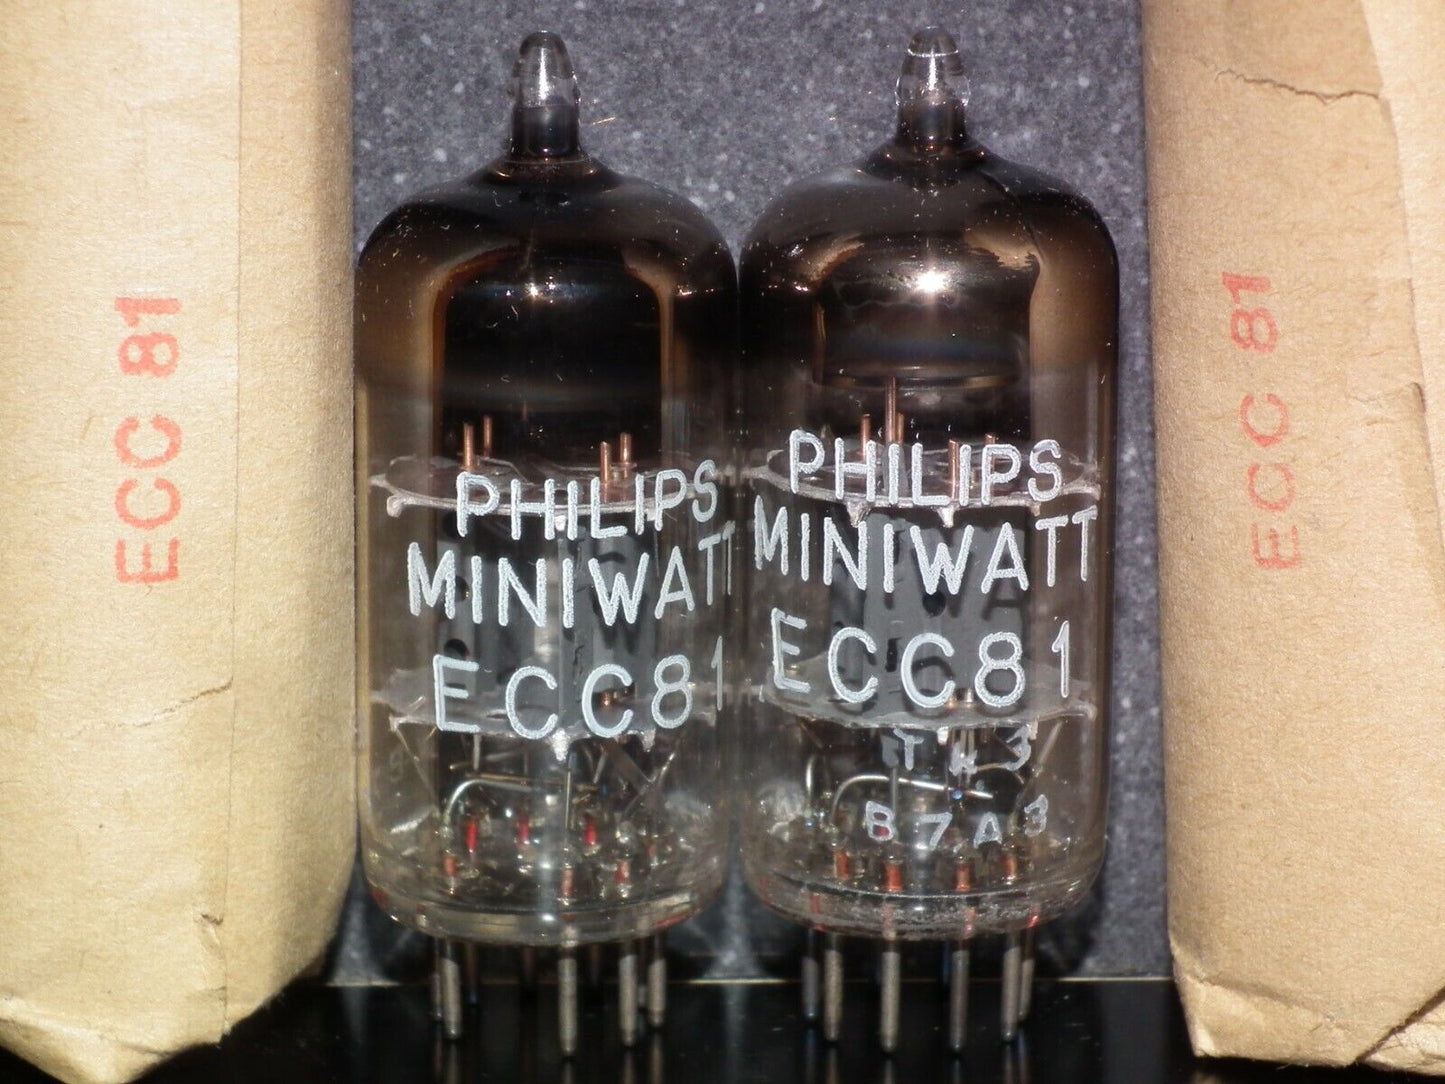 ECC 81
PHILIPS
MINIWATT
ECC81
PHILIPS
MINIWATT
ECC81
B7A3
ECC 81